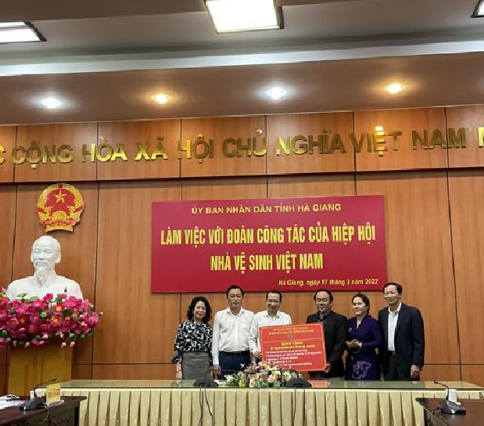 CỘNG HÒA XÃ HỘI CHỦ NGHĨA VIỆT NAM
ỦY BAN NHÂN DÂN TỈNH HÀ GIANG
LÀM VIỆC VỚI ĐOÀN CÔNG TÁC CỦA HIỆP HỘI
NHÀ VỆ SINH VIỆT NAM
Hà Giang, ngày 17 tháng 3 năm 2022